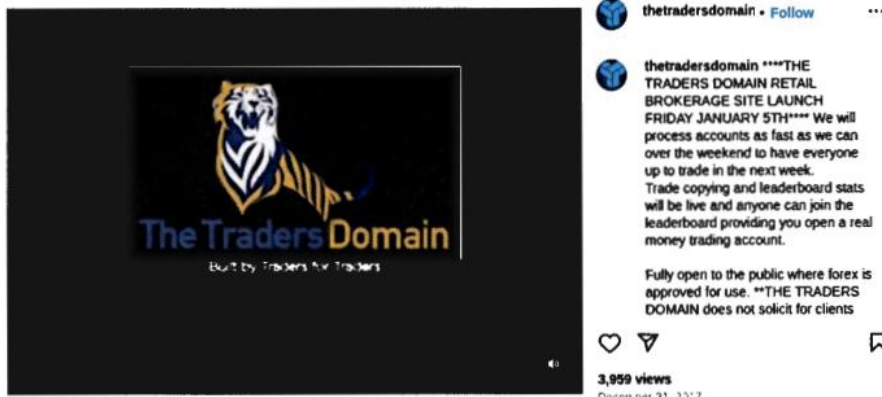 The Traders Domain
Built by Traders for Traders
thetradersdomain • Follow
thetradersdomain ****THE
TRADERS DOMAIN RETAIL
BROKERAGE SITE LAUNCH
FRIDAY JANUARY 5TH**** We will
process accounts as fast as we can
over the weekend to have everyone
up to trade in the next week.
Trade copying and leaderboard stats
will be live and anyone can join the
leaderboard providing you open a real
money trading account.
Fully open to the public where forex is
approved for use. **THE TRADERS
DOMAIN does not solicit for clients
3,959 views
December 31, 2017